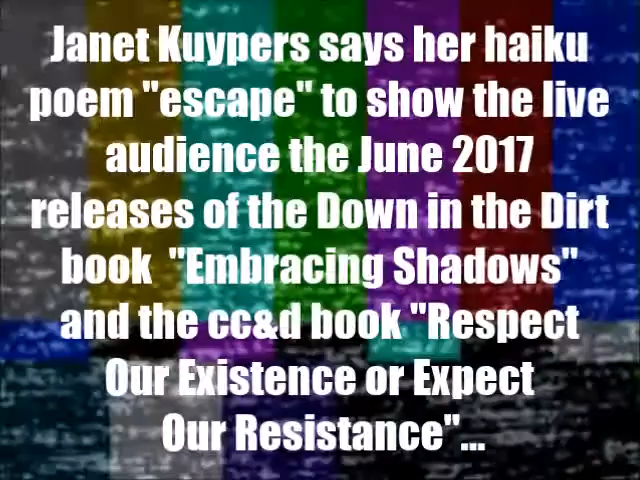 Janet Kuypers says her haiku
poem "escape" to show the live
audience the June 2017
releases of the Down in the Dirt
book "Embracing Shadows"
and the cc&d book "Respect
Our Existence or Expect
Our Resistance"...